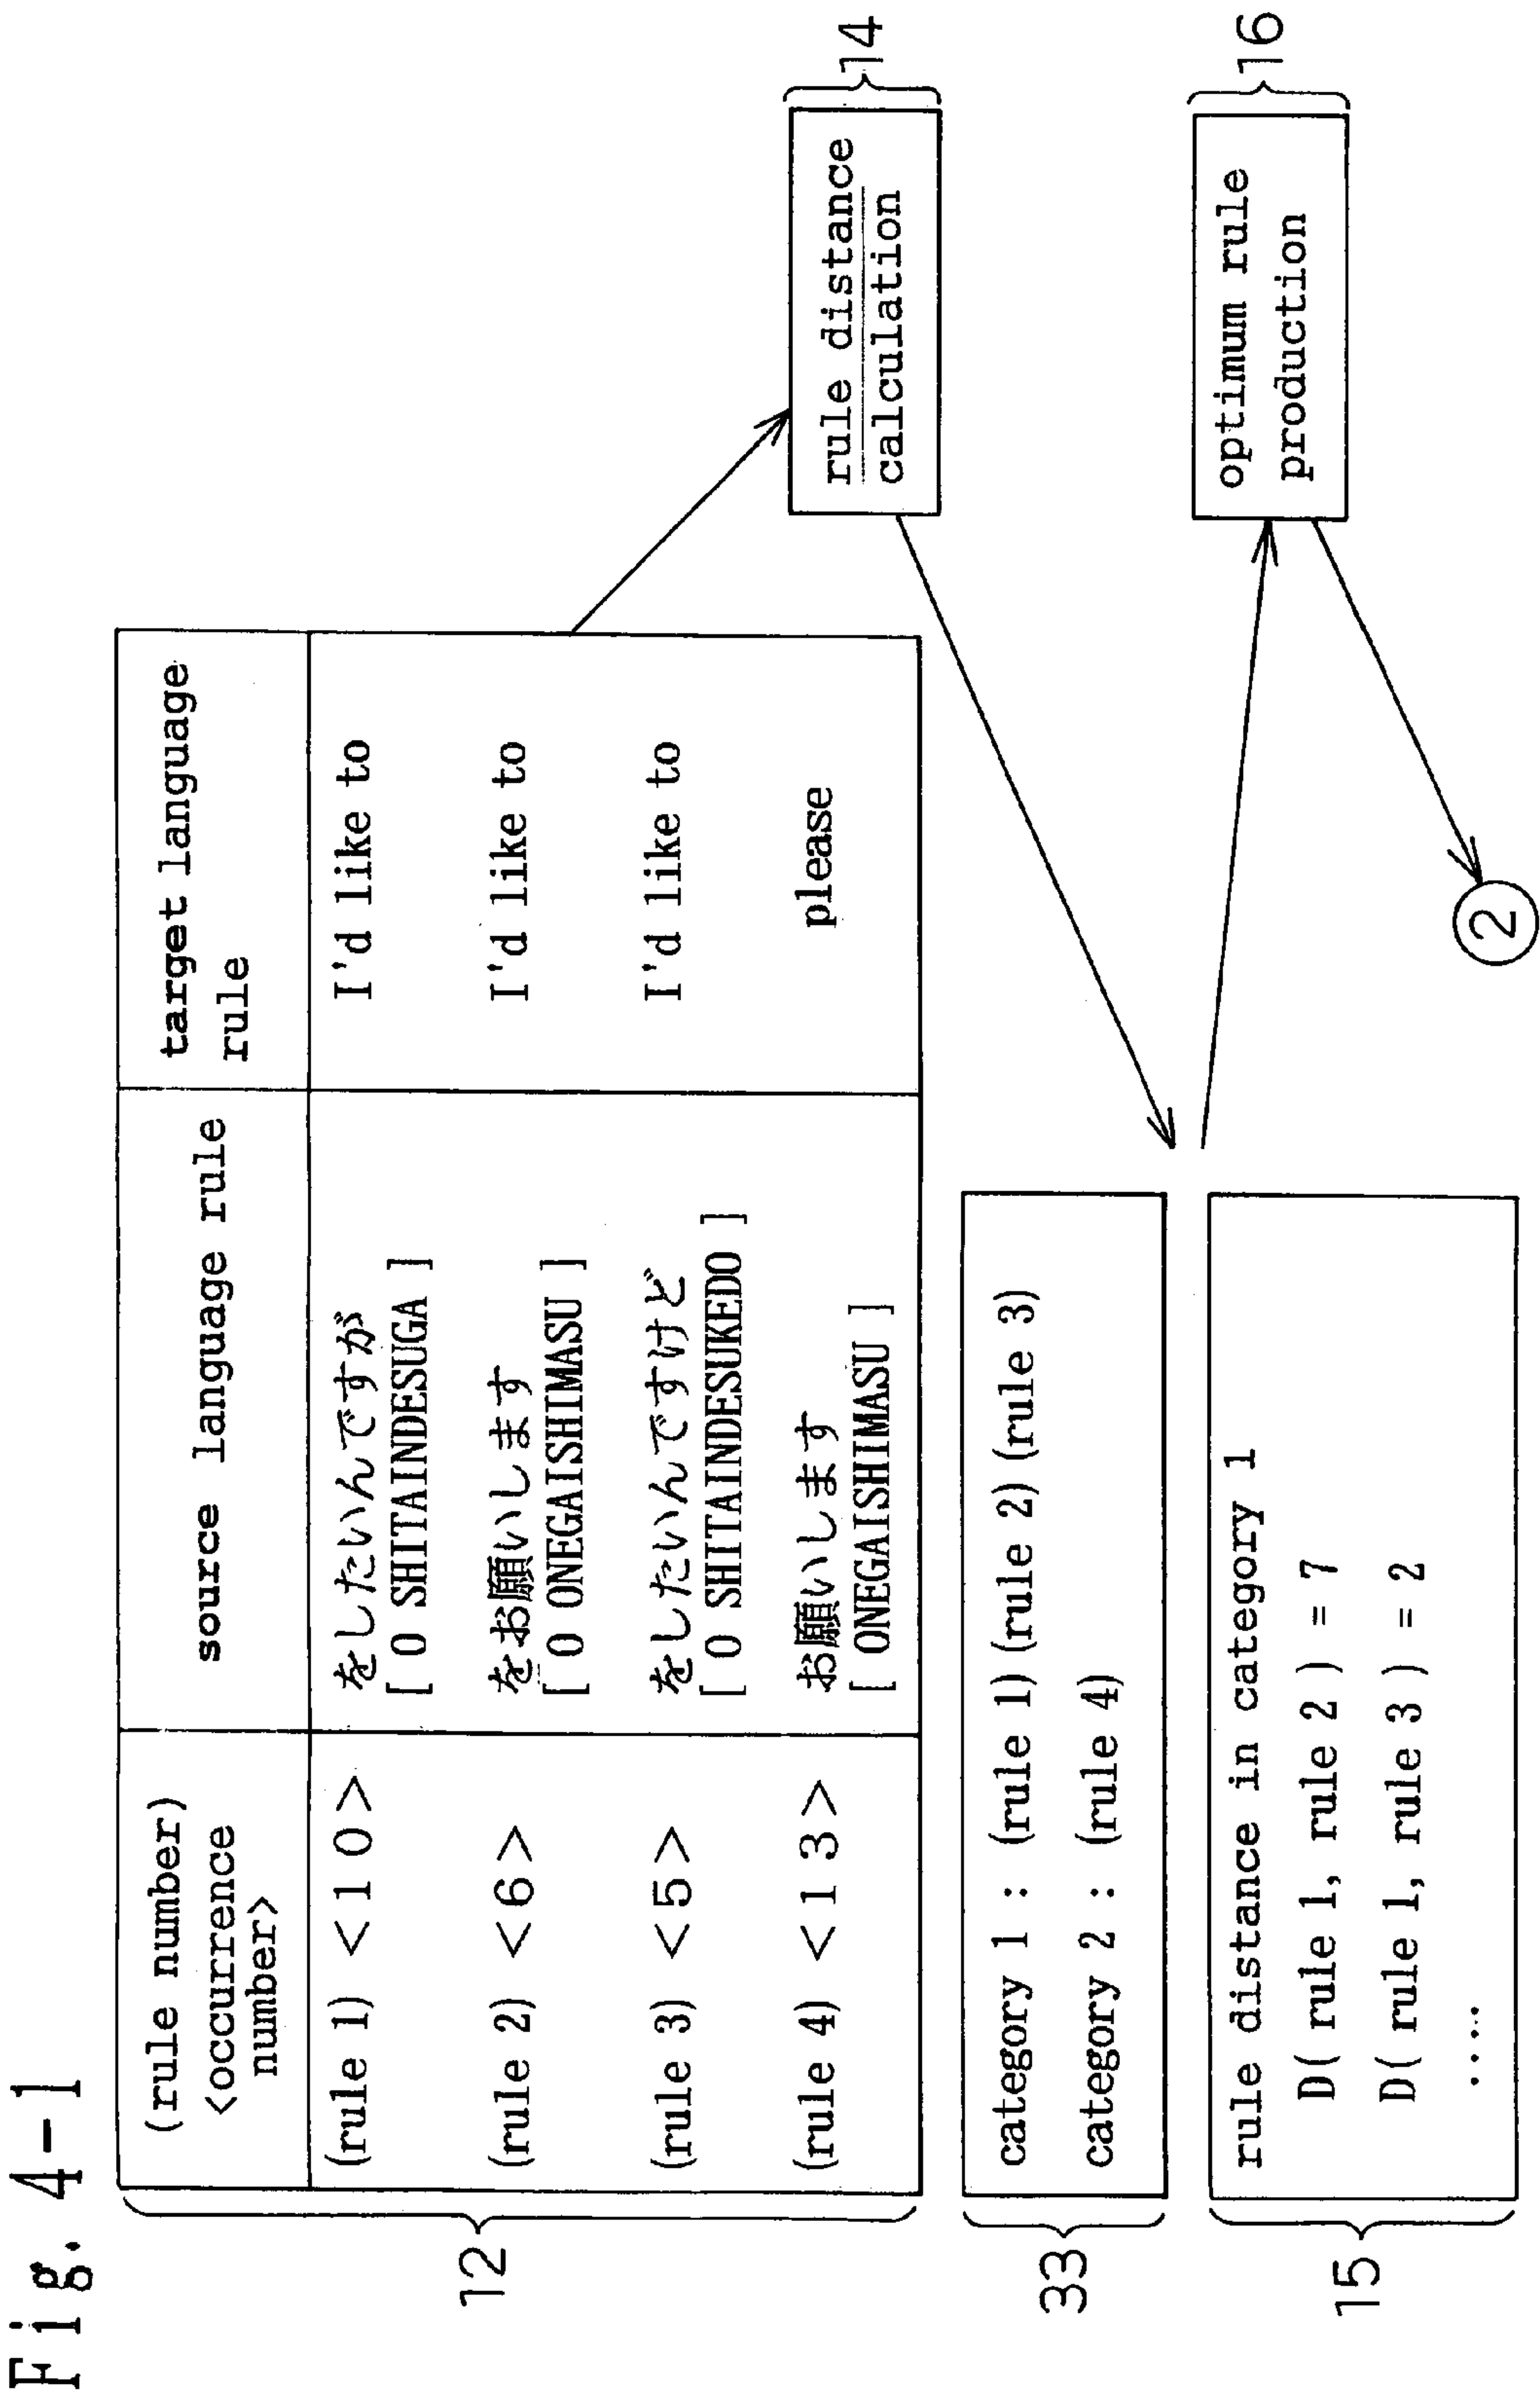 Fig. 4-1
(rule number)
<occurrence
number>
source language rule
target language
rule
(rule 1) <10>
をしたいんですが
[ O SHITAINDESUGA ]
I'd like to
(rule 2) <6>
をお願いします
[ O ONEGAISHIMASU ]
I'd like to
(rule 3) <5>
をしたいんですけど
[ O SHITAINDESUKEDO ]
I'd like to
(rule 4) <13>
お願いします
[ ONEGAISHIMASU ]
please
12
rule distance
calculation
14
category 1 : (rule 1)(rule 2)(rule 3)
category 2 : (rule 4)
33
rule distance in category 1
D( rule 1, rule 2 ) = 7
D( rule 1, rule 3 ) = 2
.....
15
optimum rule
production
16
2